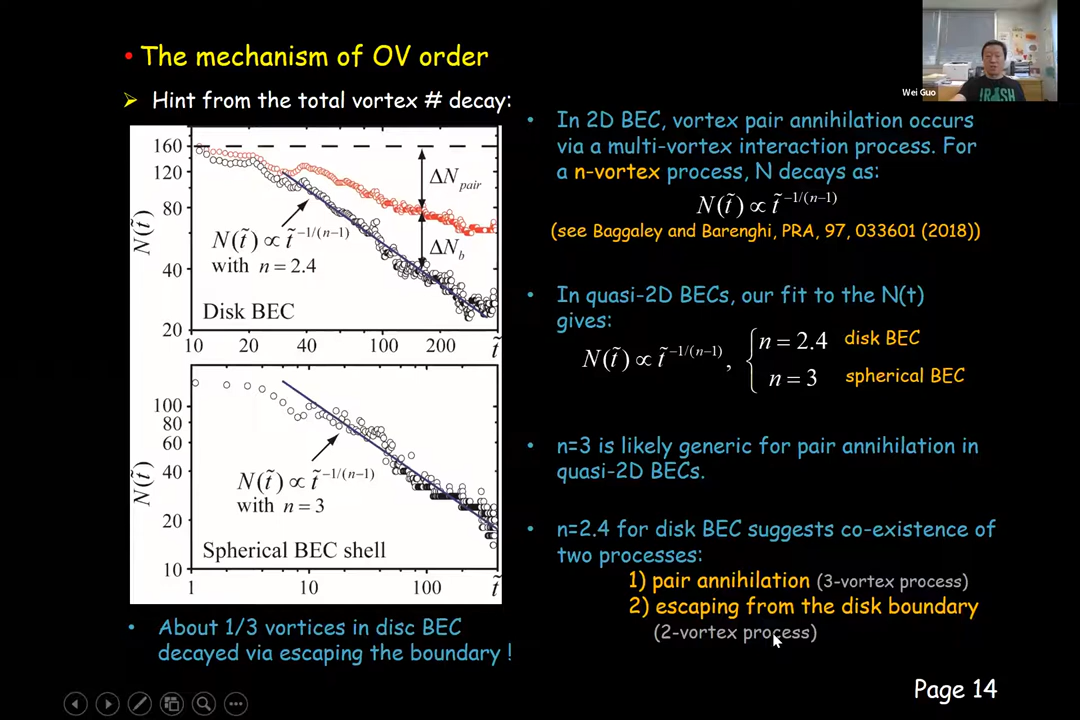 • The mechanism of OV order
➢ Hint from the total vortex # decay:
160
120
80
40
20
N(t̃)
ΔN_pair
ΔN_b
N(t̃) ∝ t̃^{-1/(n-1)}
with n = 2.4
Disk BEC
10 20 40 100 200 t̃
100
80
60
40
20
10
N(t̃)
N(t̃) ∝ t̃^{-1/(n-1)}
with n = 3
Spherical BEC shell
1 10 100 t̃
• About 1/3 vortices in disc BEC
decayed via escaping the boundary !
Wei Guo
• In 2D BEC, vortex pair annihilation occurs
via a multi-vortex interaction process. For
a n-vortex process, N decays as:
N(t̃) ∝ t̃^{-1/(n-1)}
(see Baggaley and Barenghi, PRA, 97, 033601 (2018))
• In quasi-2D BECs, our fit to the N(t)
gives:
N(t̃) ∝ t̃^{-1/(n-1)}, { n = 2.4 disk BEC
n = 3 spherical BEC
• n=3 is likely generic for pair annihilation in
quasi-2D BECs.
• n=2.4 for disk BEC suggests co-existence of
two processes:
1) pair annihilation (3-vortex process)
2) escaping from the disk boundary
(2-vortex process)
Page 14